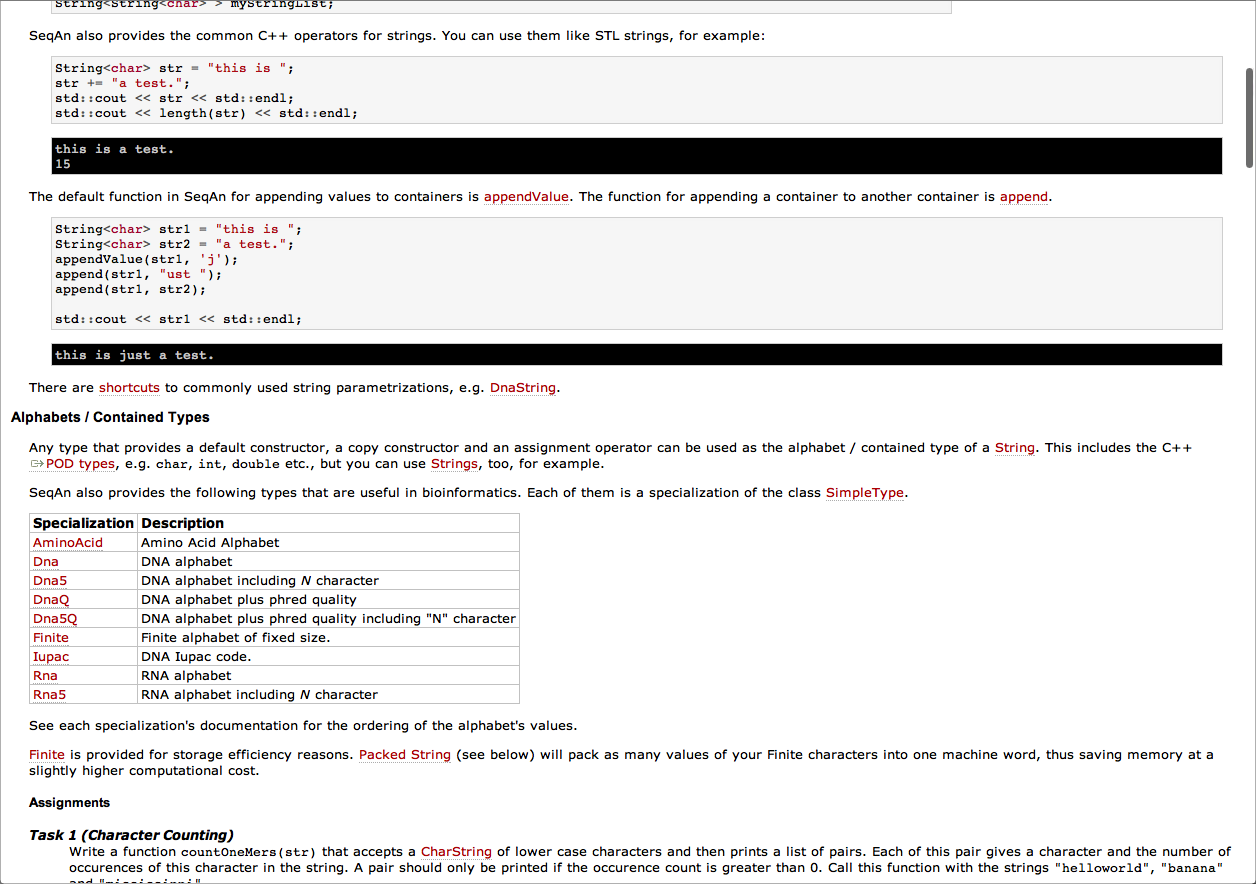 String<String<char> > myStringList;
SeqAn also provides the common C++ operators for strings. You can use them like STL strings, for example:
String<char> str = "this is ";
str += "a test.";
std::cout << str << std::endl;
std::cout << length(str) << std::endl;
this is a test.
15
The default function in SeqAn for appending values to containers is appendValue. The function for appending a container to another container is append.
String<char> str1 = "this is ";
String<char> str2 = "a test.";
appendValue(str1, 'j');
append(str1, "ust ");
append(str1, str2);
std::cout << str1 << std::endl;
this is just a test.
There are shortcuts to commonly used string parametrizations, e.g. DnaString.
Alphabets / Contained Types
Any type that provides a default constructor, a copy constructor and an assignment operator can be used as the alphabet / contained type of a String. This includes the C++
POD types, e.g. char, int, double etc., but you can use Strings, too, for example.
SeqAn also provides the following types that are useful in bioinformatics. Each of them is a specialization of the class SimpleType.
Specialization Description
AminoAcid Amino Acid Alphabet
Dna DNA alphabet
Dna5 DNA alphabet including N character
DnaQ DNA alphabet plus phred quality
Dna5Q DNA alphabet plus phred quality including "N" character
Finite Finite alphabet of fixed size.
Iupac DNA Iupac code.
Rna RNA alphabet
Rna5 RNA alphabet including N character
See each specialization's documentation for the ordering of the alphabet's values.
Finite is provided for storage efficiency reasons. Packed String (see below) will pack as many values of your Finite characters into one machine word, thus saving memory at a
slightly higher computational cost.
Assignments
Task 1 (Character Counting)
Write a function countOneMers(str) that accepts a CharString of lower case characters and then prints a list of pairs. Each of this pair gives a character and the number of
occurences of this character in the string. A pair should only be printed if the occurence count is greater than 0. Call this function with the strings "helloworld", "banana"
and "mississippi"